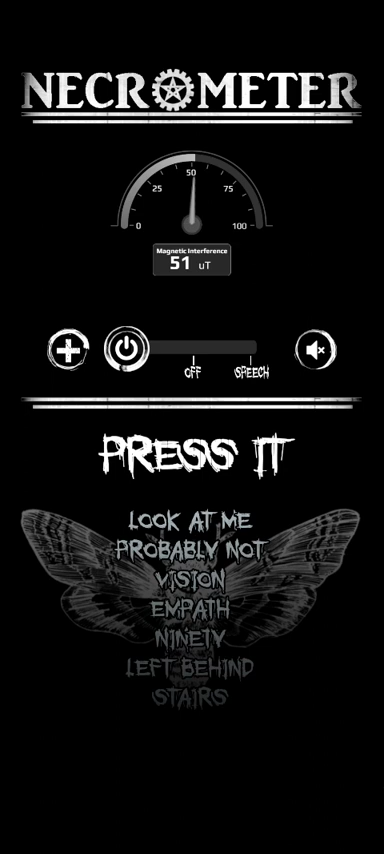 NECROMETER
0
25
50
75
100
Magnetic Interference
51 uT
OFF
SPEECH
PRESS IT
LOOK AT ME
PROBABLY NOT
VISION
EMPATH
NINETY
LEFT BEHIND
STAIRS